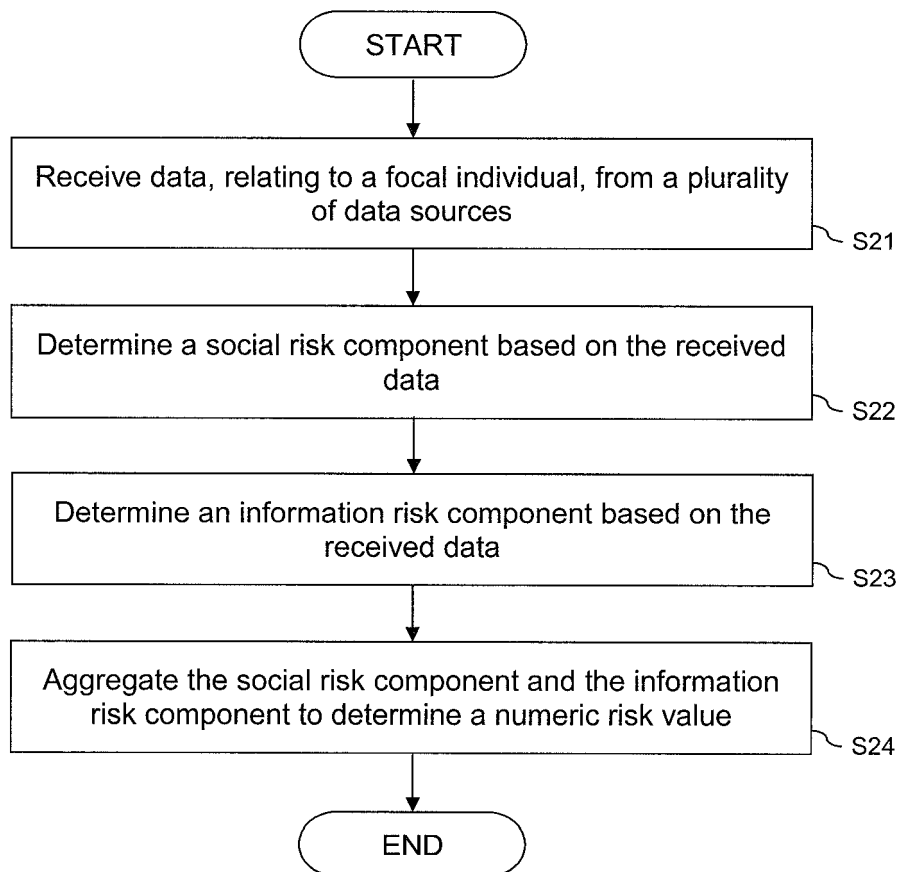 START
Receive data, relating to a focal individual, from a plurality
of data sources
S21
Determine a social risk component based on the received
data
S22
Determine an information risk component based on the
received data
S23
Aggregate the social risk component and the information
risk component to determine a numeric risk value
S24
END